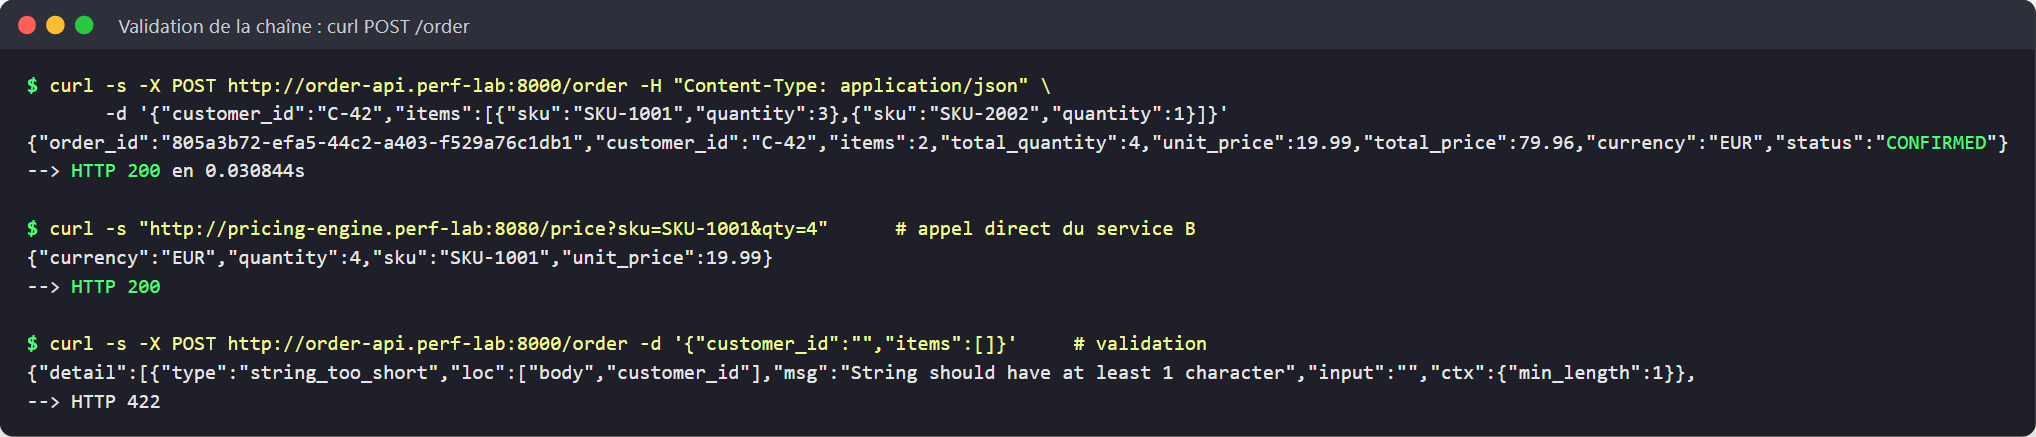 Validation de la chaîne : curl POST /order
$ curl -s -X POST http://order-api.perf-lab:8000/order -H "Content-Type: application/json" \
-d '{"customer_id":"C-42","items":[{"sku":"SKU-1001","quantity":3},{"sku":"SKU-2002","quantity":1}]}'
{"order_id":"805a3b72-efa5-44c2-a403-f529a76c1db1","customer_id":"C-42","items":2,"total_quantity":4,"unit_price":19.99,"total_price":79.96,"currency":"EUR","status":"CONFIRMED"}
--> HTTP 200 en 0.030844s
$ curl -s "http://pricing-engine.perf-lab:8080/price?sku=SKU-1001&qty=4"      # appel direct du service B
{"currency":"EUR","quantity":4,"sku":"SKU-1001","unit_price":19.99}
--> HTTP 200
$ curl -s -X POST http://order-api.perf-lab:8000/order -d '{"customer_id":"","items":[]}'     # validation
{"detail":[{"type":"string_too_short","loc":["body","customer_id"],"msg":"String should have at least 1 character","input":"","ctx":{"min_length":1}},
--> HTTP 422